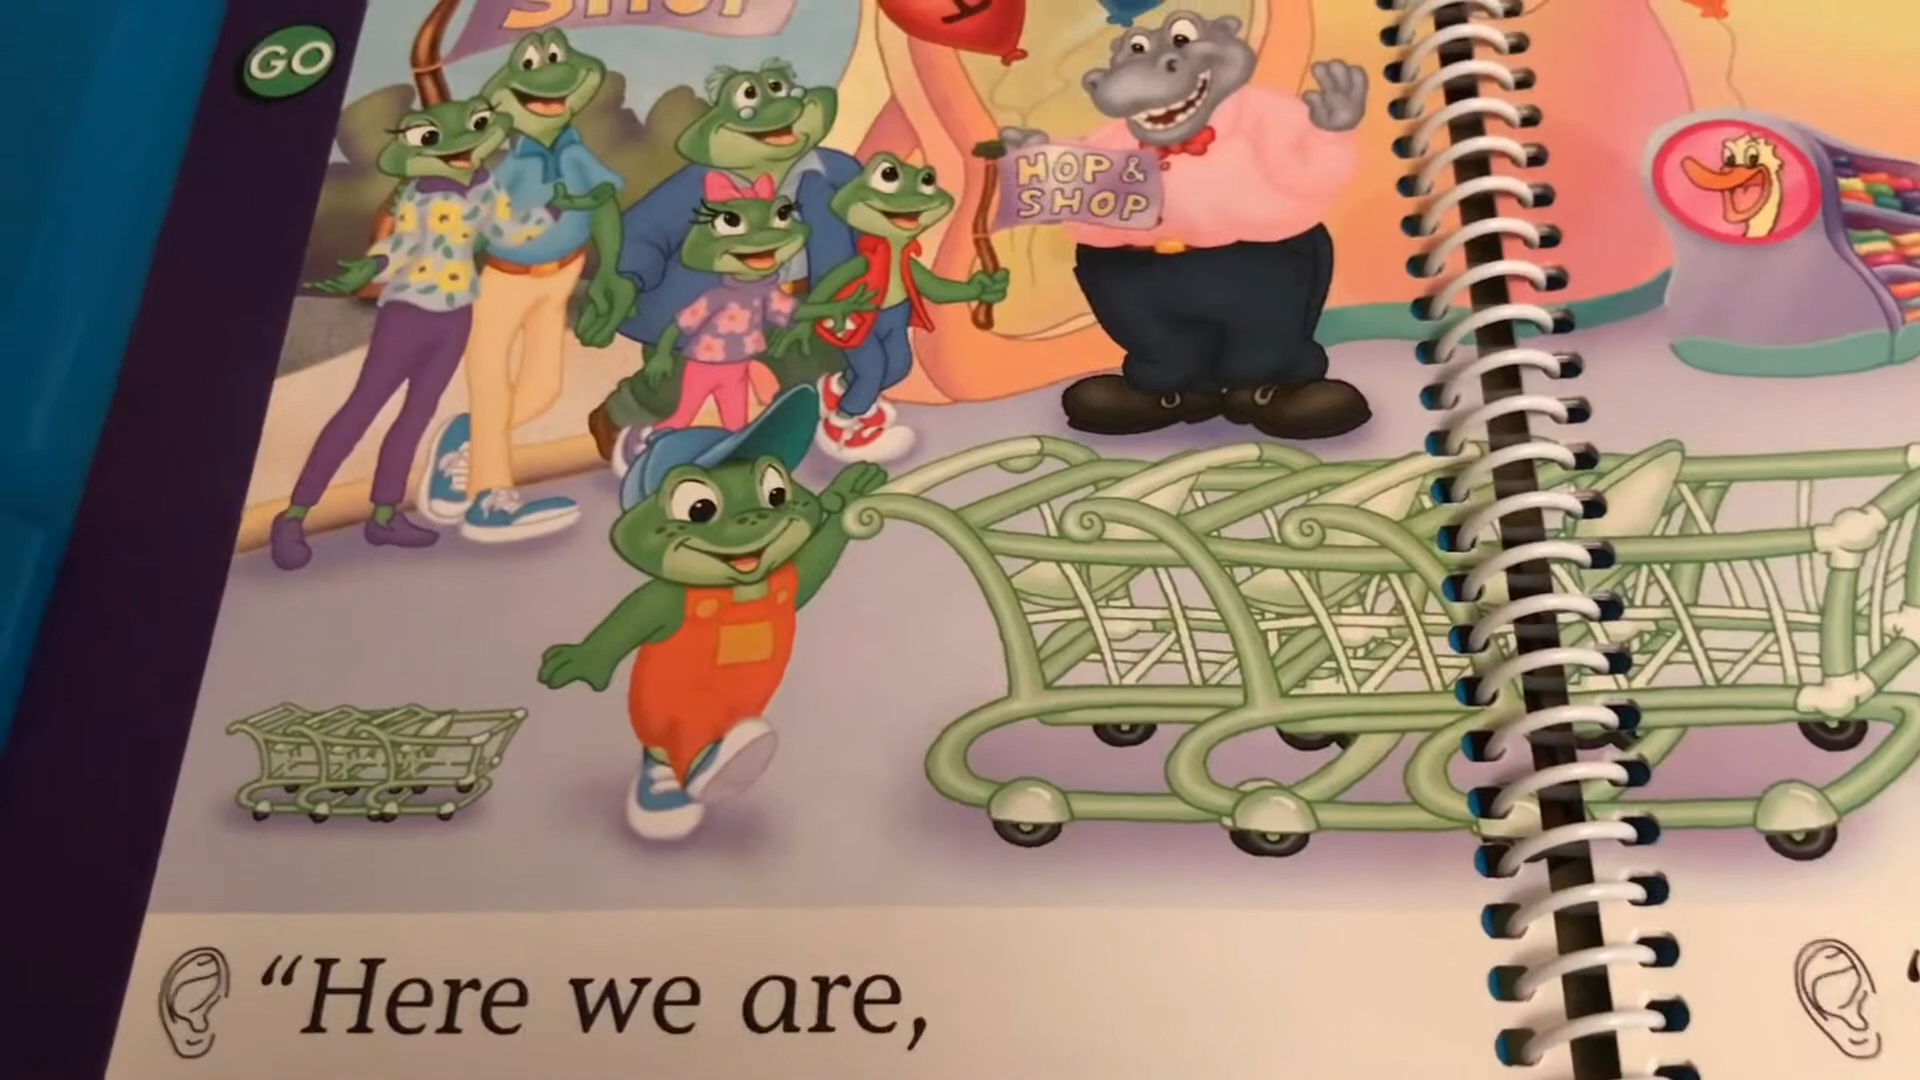 SHOP
GO
H
HOP &
SHOP
“Here we are,
“